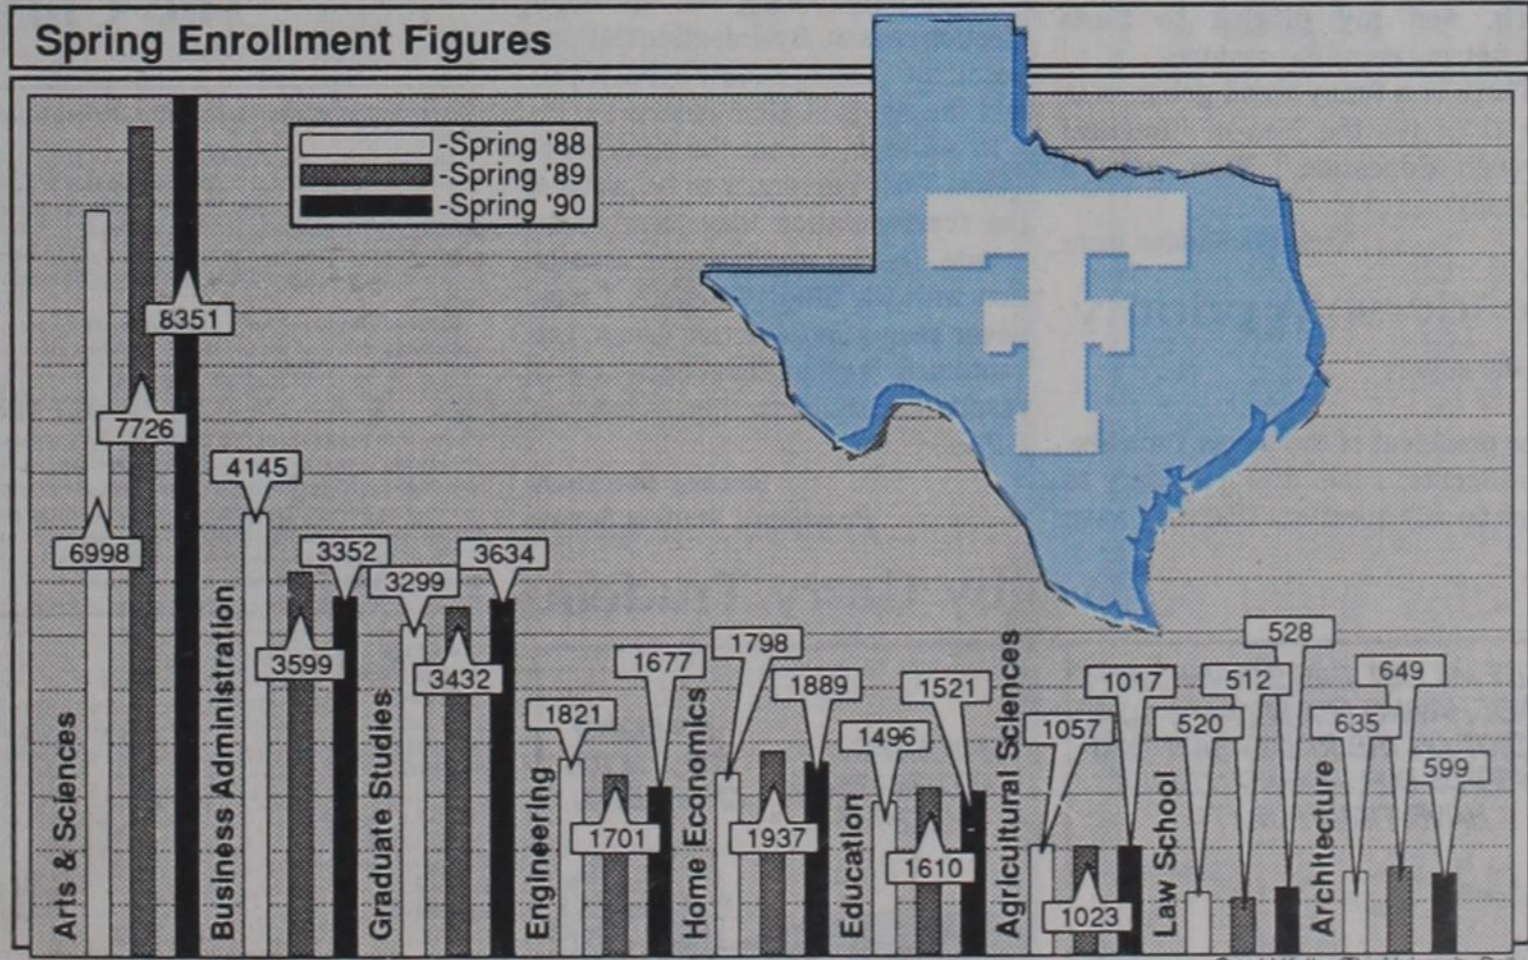 Spring Enrollment Figures
-Spring '88
-Spring '89
-Spring '90
Arts & Sciences
6998
7726
8351
Business Administration
4145
3599
3352
Graduate Studies
3299
3432
3634
Engineering
1821
1701
1677
Home Economics
1798
1937
1889
Education
1496
1610
1521
Agricultural Sciences
1057
1023
1017
Law School
520
512
528
Architecture
635
649
599